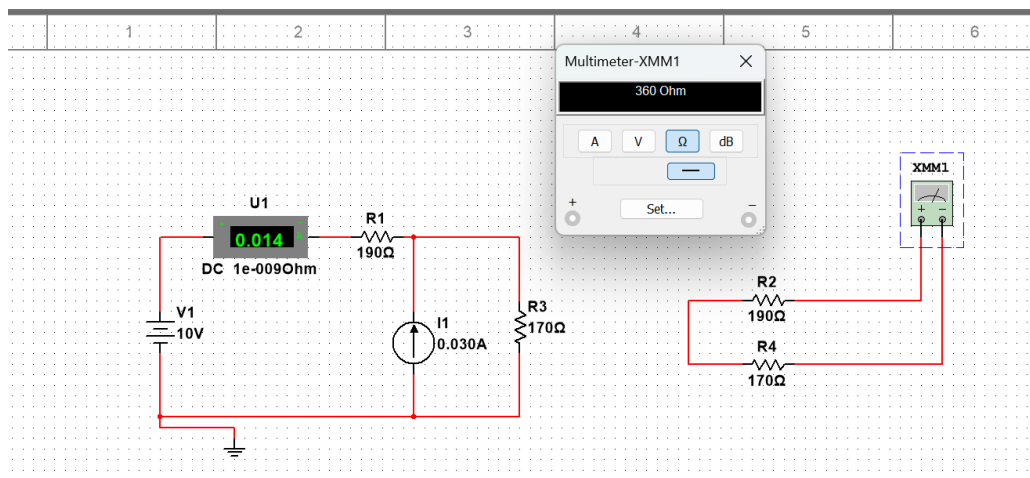 1 2 3 4 5 6
Multimeter-XMM1
360 Ohm
A V Ω dB
+ Set... −
XMM1
+ −
U1
0.014
DC 1e-009Ohm
R1
190Ω
V1
10V
I1
0.030A
R3
170Ω
R2
190Ω
R4
170Ω